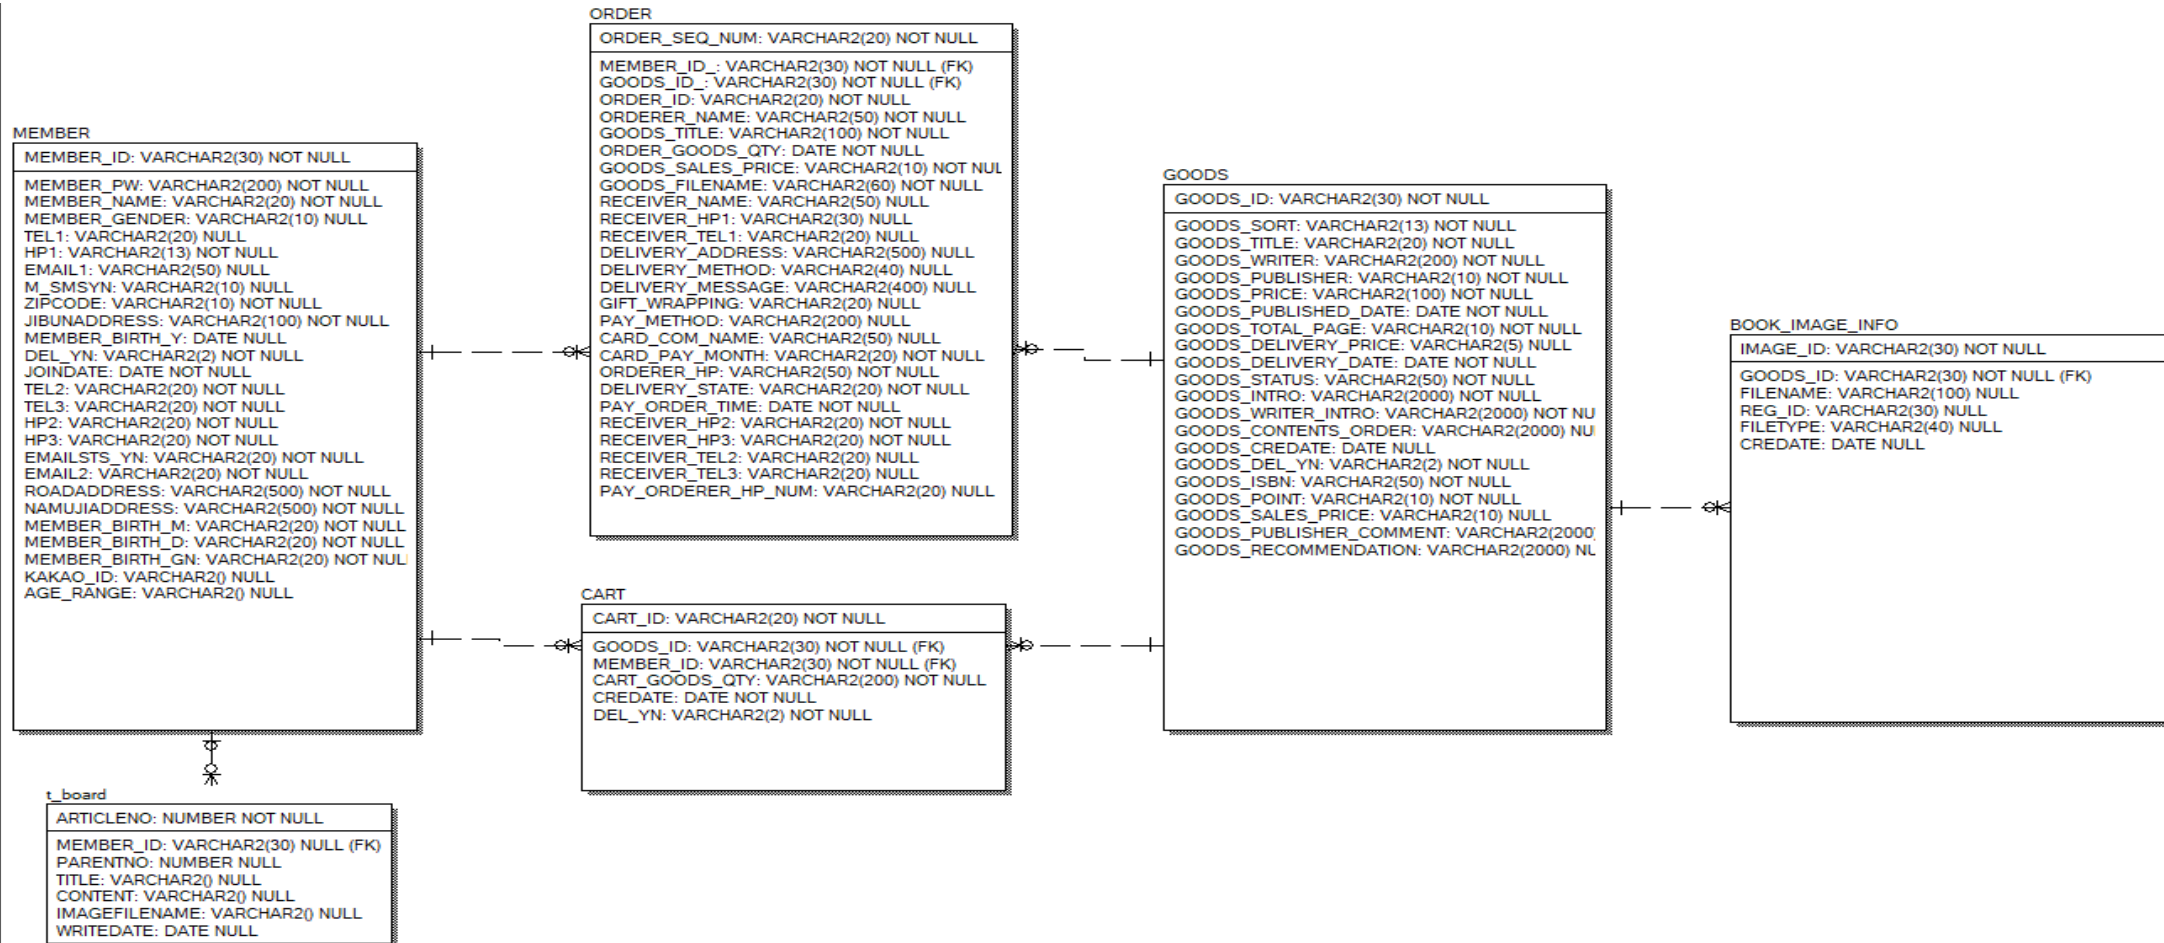 MEMBER
MEMBER_ID: VARCHAR2(30) NOT NULL
MEMBER_PW: VARCHAR2(200) NOT NULL
MEMBER_NAME: VARCHAR2(20) NOT NULL
MEMBER_GENDER: VARCHAR2(10) NULL
TEL1: VARCHAR2(20) NULL
HP1: VARCHAR2(13) NOT NULL
EMAIL1: VARCHAR2(50) NULL
M_SMSYN: VARCHAR2(10) NULL
ZIPCODE: VARCHAR2(10) NOT NULL
JIBUNADDRESS: VARCHAR2(100) NOT NULL
MEMBER_BIRTH_Y: DATE NULL
DEL_YN: VARCHAR2(2) NOT NULL
JOINDATE: DATE NOT NULL
TEL2: VARCHAR2(20) NOT NULL
TEL3: VARCHAR2(20) NOT NULL
HP2: VARCHAR2(20) NOT NULL
HP3: VARCHAR2(20) NOT NULL
EMAILSTS_YN: VARCHAR2(20) NOT NULL
EMAIL2: VARCHAR2(20) NOT NULL
ROADADDRESS: VARCHAR2(500) NOT NULL
NAMUJIADDRESS: VARCHAR2(500) NOT NULL
MEMBER_BIRTH_M: VARCHAR2(20) NOT NULL
MEMBER_BIRTH_D: VARCHAR2(20) NOT NULL
MEMBER_BIRTH_GN: VARCHAR2(20) NOT NUL
KAKAO_ID: VARCHAR2() NULL
AGE_RANGE: VARCHAR2() NULL
t_board
ARTICLENO: NUMBER NOT NULL
MEMBER_ID: VARCHAR2(30) NULL (FK)
PARENTNO: NUMBER NULL
TITLE: VARCHAR2() NULL
CONTENT: VARCHAR2() NULL
IMAGEFILENAME: VARCHAR2() NULL
WRITEDATE: DATE NULL
ORDER
ORDER_SEQ_NUM: VARCHAR2(20) NOT NULL
MEMBER_ID_: VARCHAR2(30) NOT NULL (FK)
GOODS_ID_: VARCHAR2(30) NOT NULL (FK)
ORDER_ID: VARCHAR2(20) NOT NULL
ORDERER_NAME: VARCHAR2(50) NOT NULL
GOODS_TITLE: VARCHAR2(100) NOT NULL
ORDER_GOODS_QTY: DATE NOT NULL
GOODS_SALES_PRICE: VARCHAR2(10) NOT NUL
GOODS_FILENAME: VARCHAR2(60) NOT NULL
RECEIVER_NAME: VARCHAR2(50) NULL
RECEIVER_HP1: VARCHAR2(30) NULL
RECEIVER_TEL1: VARCHAR2(20) NULL
DELIVERY_ADDRESS: VARCHAR2(500) NULL
DELIVERY_METHOD: VARCHAR2(40) NULL
DELIVERY_MESSAGE: VARCHAR2(400) NULL
GIFT_WRAPPING: VARCHAR2(20) NULL
PAY_METHOD: VARCHAR2(200) NULL
CARD_COM_NAME: VARCHAR2(50) NULL
CARD_PAY_MONTH: VARCHAR2(20) NOT NULL
ORDERER_HP: VARCHAR2(50) NOT NULL
DELIVERY_STATE: VARCHAR2(20) NOT NULL
PAY_ORDER_TIME: DATE NOT NULL
RECEIVER_HP2: VARCHAR2(20) NOT NULL
RECEIVER_HP3: VARCHAR2(20) NOT NULL
RECEIVER_TEL2: VARCHAR2(20) NULL
RECEIVER_TEL3: VARCHAR2(20) NULL
PAY_ORDERER_HP_NUM: VARCHAR2(20) NULL
CART
CART_ID: VARCHAR2(20) NOT NULL
GOODS_ID: VARCHAR2(30) NOT NULL (FK)
MEMBER_ID: VARCHAR2(30) NOT NULL (FK)
CART_GOODS_QTY: VARCHAR2(200) NOT NULL
CREDATE: DATE NOT NULL
DEL_YN: VARCHAR2(2) NOT NULL
GOODS
GOODS_ID: VARCHAR2(30) NOT NULL
GOODS_SORT: VARCHAR2(13) NOT NULL
GOODS_TITLE: VARCHAR2(20) NOT NULL
GOODS_WRITER: VARCHAR2(200) NOT NULL
GOODS_PUBLISHER: VARCHAR2(10) NOT NULL
GOODS_PRICE: VARCHAR2(100) NOT NULL
GOODS_PUBLISHED_DATE: DATE NOT NULL
GOODS_TOTAL_PAGE: VARCHAR2(10) NOT NULL
GOODS_DELIVERY_PRICE: VARCHAR2(5) NULL
GOODS_DELIVERY_DATE: DATE NOT NULL
GOODS_STATUS: VARCHAR2(50) NOT NULL
GOODS_INTRO: VARCHAR2(2000) NOT NULL
GOODS_WRITER_INTRO: VARCHAR2(2000) NOT NU
GOODS_CONTENTS_ORDER: VARCHAR2(2000) NU
GOODS_CREDATE: DATE NULL
GOODS_DEL_YN: VARCHAR2(2) NOT NULL
GOODS_ISBN: VARCHAR2(50) NOT NULL
GOODS_POINT: VARCHAR2(10) NOT NULL
GOODS_SALES_PRICE: VARCHAR2(10) NULL
GOODS_PUBLISHER_COMMENT: VARCHAR2(2000)
GOODS_RECOMMENDATION: VARCHAR2(2000) NU
BOOK_IMAGE_INFO
IMAGE_ID: VARCHAR2(30) NOT NULL
GOODS_ID: VARCHAR2(30) NOT NULL (FK)
FILENAME: VARCHAR2(100) NULL
REG_ID: VARCHAR2(30) NULL
FILETYPE: VARCHAR2(40) NULL
CREDATE: DATE NULL